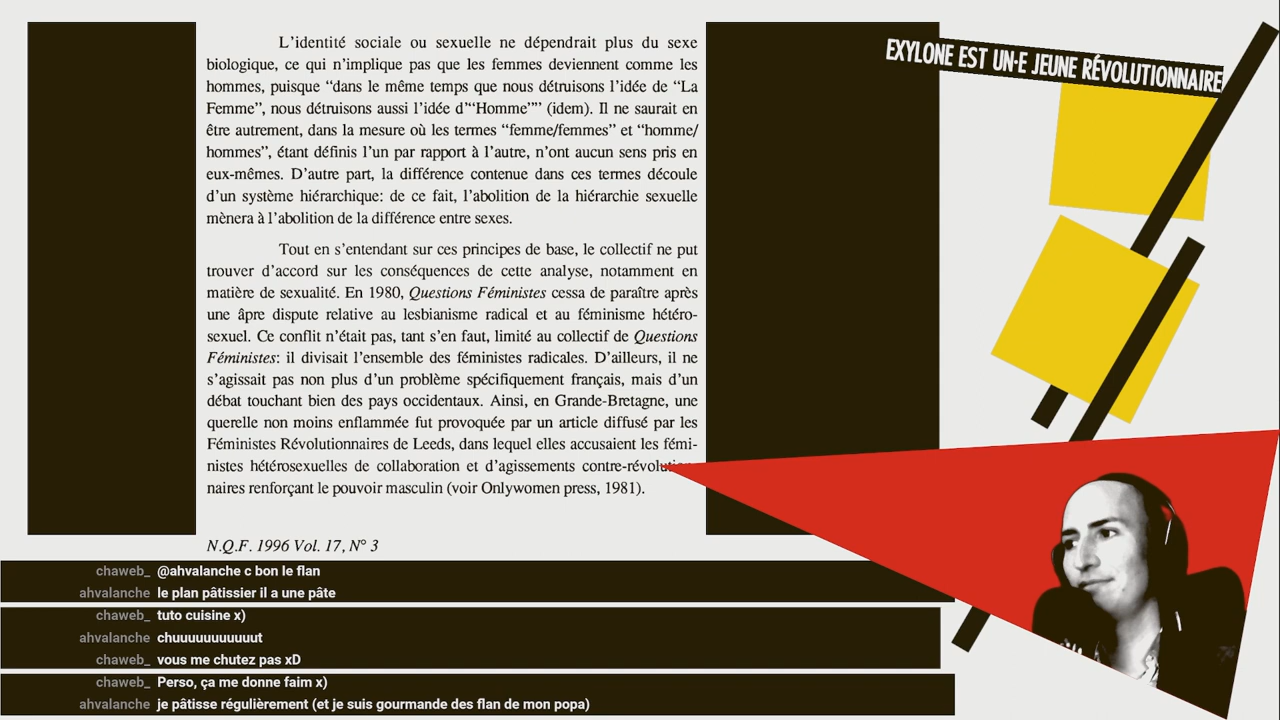 L'identité sociale ou sexuelle ne dépendrait plus du sexe
biologique, ce qui n'implique pas que les femmes deviennent comme les
hommes, puisque “dans le même temps que nous détruisons l'idée de “La
Femme”, nous détruisons aussi l'idée d'“Homme”” (idem). Il ne saurait en
être autrement, dans la mesure où les termes “femme/femmes” et “homme/
hommes”, étant définis l'un par rapport à l'autre, n'ont aucun sens pris en
eux-mêmes. D'autre part, la différence contenue dans ces termes découle
d'un système hiérarchique: de ce fait, l'abolition de la hiérarchie sexuelle
mènera à l'abolition de la différence entre sexes.
Tout en s'entendant sur ces principes de base, le collectif ne put
trouver d'accord sur les conséquences de cette analyse, notamment en
matière de sexualité. En 1980, Questions Féministes cessa de paraître après
une âpre dispute relative au lesbianisme radical et au féminisme hétéro-
sexuel. Ce conflit n'était pas, tant s'en faut, limité au collectif de Questions
Féministes: il divisait l'ensemble des féministes radicales. D'ailleurs, il ne
s'agissait pas non plus d'un problème spécifiquement français, mais d'un
débat touchant bien des pays occidentaux. Ainsi, en Grande-Bretagne, une
querelle non moins enflammée fut provoquée par un article diffusé par les
Féministes Révolutionnaires de Leeds, dans lequel elles accusaient les fémi-
nistes hétérosexuelles de collaboration et d'agissements contre-révolution-
naires renforçant le pouvoir masculin (voir Onlywomen press, 1981).
N.Q.F. 1996 Vol. 17, N° 3
EXYLONE EST UN·E JEUNE RÉVOLUTIONNAIRE
chaweb_ @ahvalanche c bon le flan
ahvalanche le plan pâtissier il a une pâte
chaweb_ tuto cuisine x)
ahvalanche chuuuuuuuuuut
chaweb_ vous me chutez pas xD
chaweb_ Perso, ça me donne faim x)
ahvalanche je pâtisse régulièrement (et je suis gourmande des flan de mon popa)